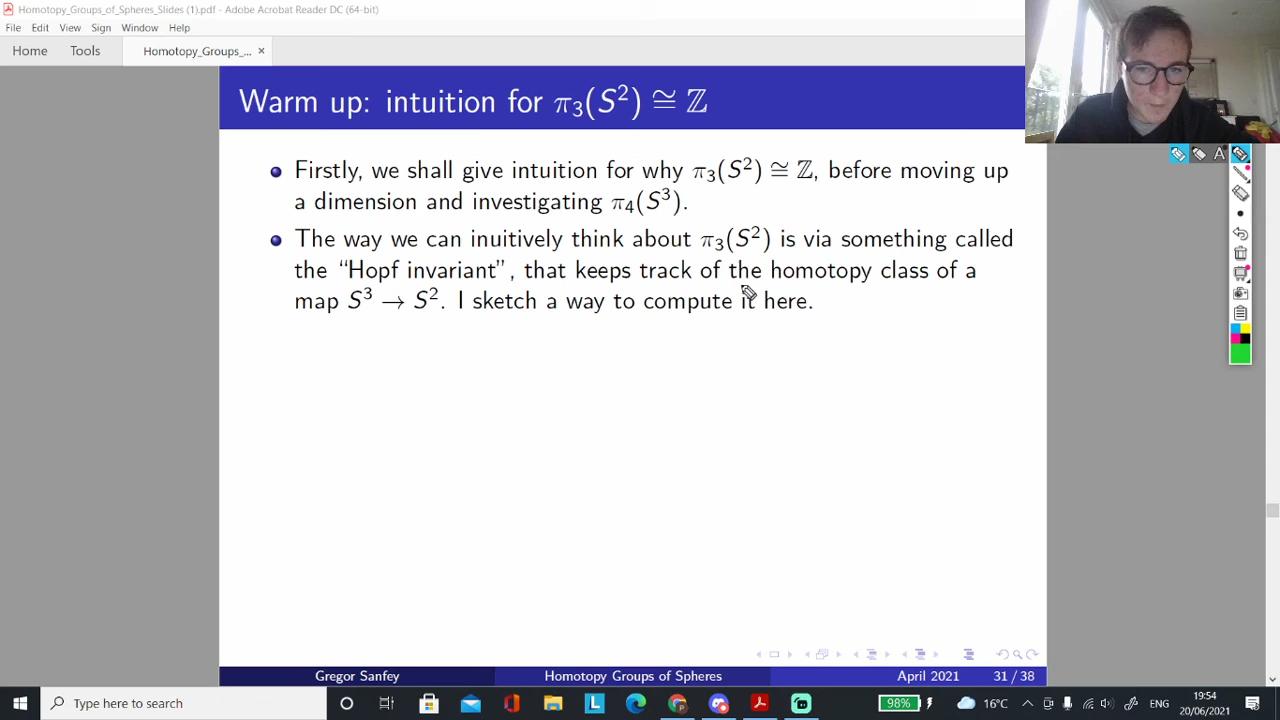 Homotopy_Groups_of_Spheres_Slides (1).pdf - Adobe Acrobat Reader DC (64-bit)
File Edit View Sign Window Help
Home Tools Homotopy_Groups_... ×
Warm up: intuition for π₃(S²) ≅ ℤ
Firstly, we shall give intuition for why π₃(S²) ≅ ℤ, before moving up
a dimension and investigating π₄(S³).
The way we can inuitively think about π₃(S²) is via something called
the “Hopf invariant”, that keeps track of the homotopy class of a
map S³ → S². I sketch a way to compute it here.
A
Gregor Sanfey Homotopy Groups of Spheres April 2021 31 / 38
Type here to search
98%
16°C
ENG
19:54
20/06/2021